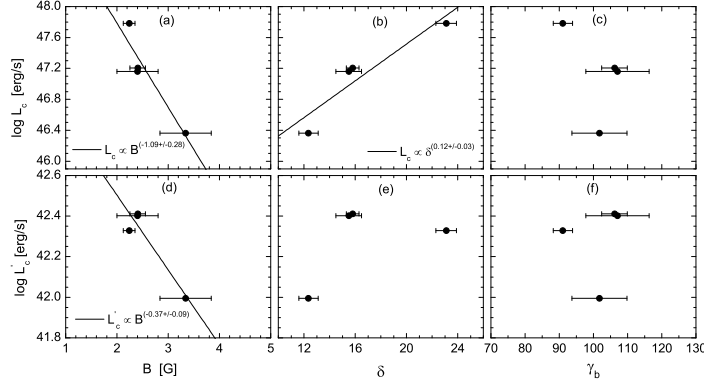 48.0
47.6
47.2
46.8
46.4
46.0
log L_c [erg/s]
(a)
L_c ∝ B^(-1.09+/-0.28)
(b)
L_c ∝ δ^(0.12+/-0.03)
(c)
42.6
42.4
42.2
42.0
41.8
log L'_c [erg/s]
(d)
L'_c ∝ B^(-0.37+/-0.09)
(e)
(f)
1 2 3 4 5
12 16 20 24
70 80 90 100 110 120 130
B [G]
δ
γ_b